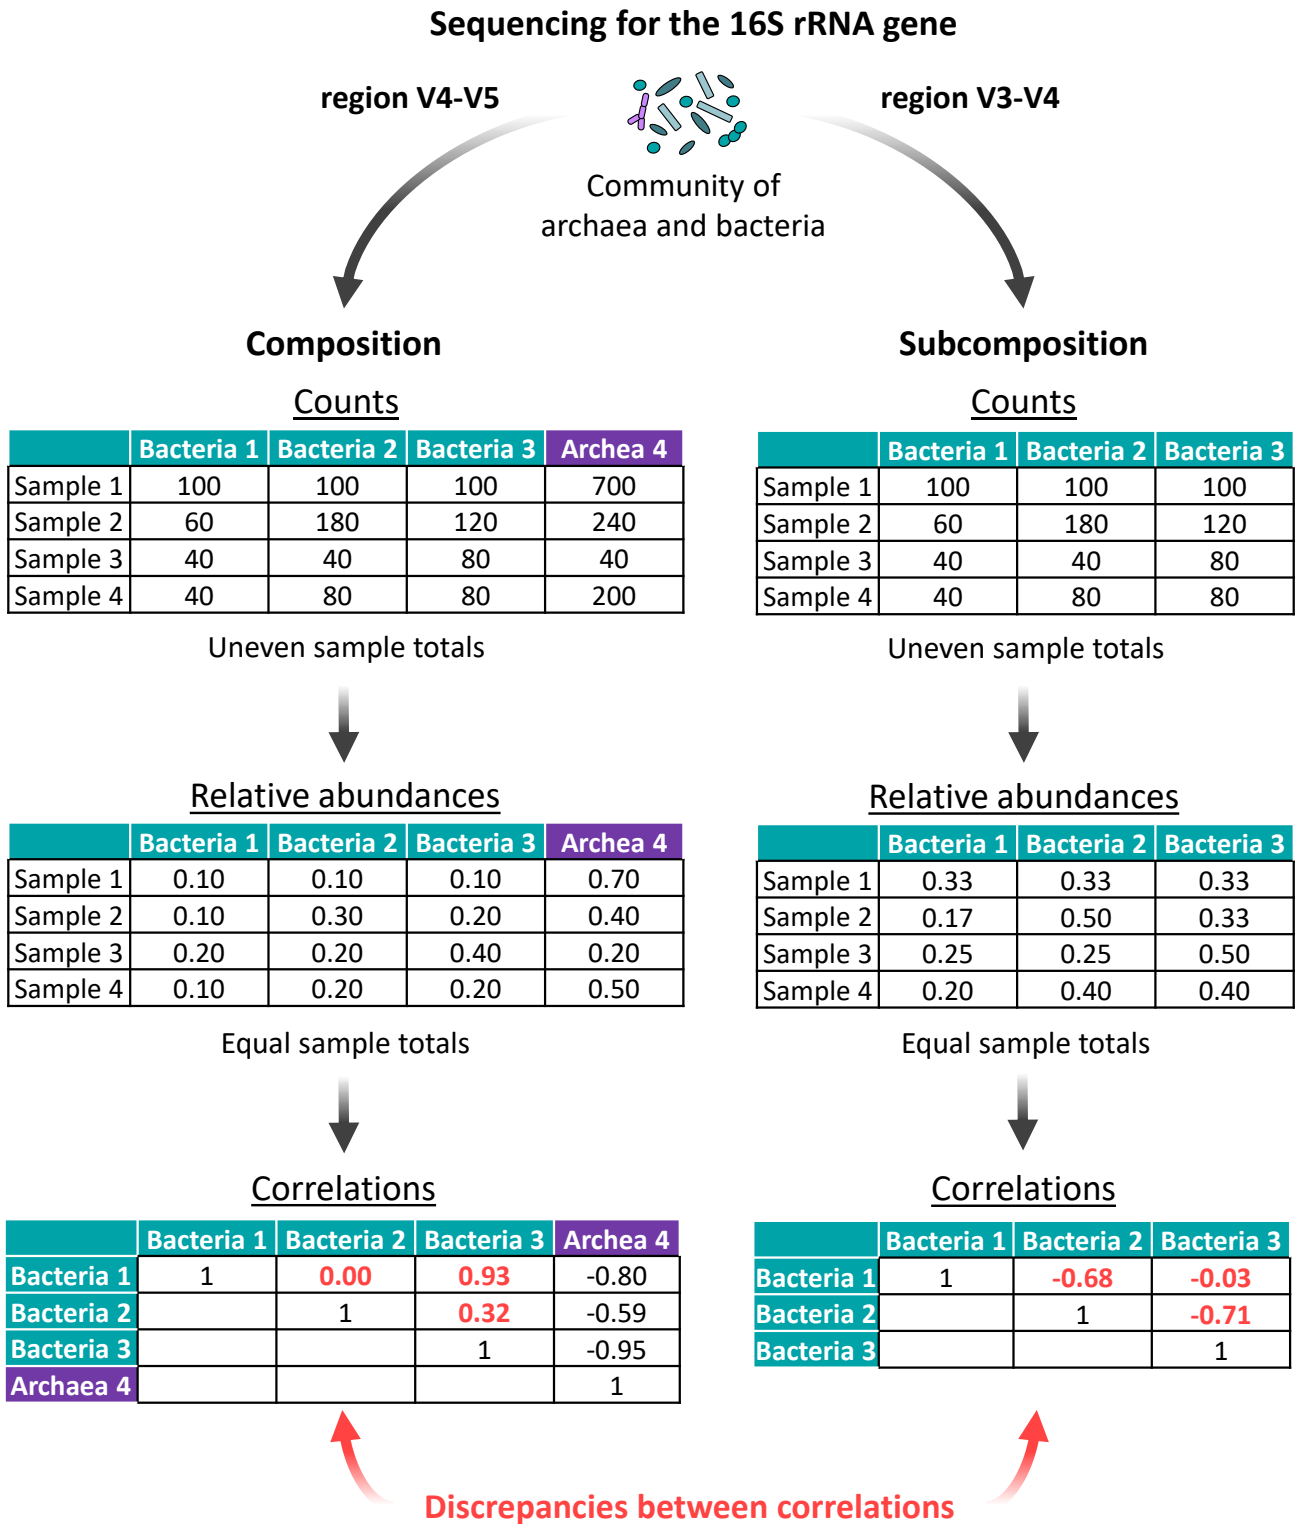 Sequencing for the 16S rRNA gene
region V4-V5
region V3-V4
Community of
archaea and bacteria
Composition
Counts
Bacteria 1 Bacteria 2 Bacteria 3 Archea 4
Sample 1 100 100 100 700
Sample 2 60 180 120 240
Sample 3 40 40 80 40
Sample 4 40 80 80 200
Uneven sample totals
Relative abundances
Bacteria 1 Bacteria 2 Bacteria 3 Archea 4
Sample 1 0.10 0.10 0.10 0.70
Sample 2 0.10 0.30 0.20 0.40
Sample 3 0.20 0.20 0.40 0.20
Sample 4 0.10 0.20 0.20 0.50
Equal sample totals
Correlations
Bacteria 1 Bacteria 2 Bacteria 3 Archea 4
Bacteria 1 1 0.00 0.93 -0.80
Bacteria 2 1 0.32 -0.59
Bacteria 3 1 -0.95
Archaea 4 1
Subcomposition
Counts
Bacteria 1 Bacteria 2 Bacteria 3
Sample 1 100 100 100
Sample 2 60 180 120
Sample 3 40 40 80
Sample 4 40 80 80
Uneven sample totals
Relative abundances
Bacteria 1 Bacteria 2 Bacteria 3
Sample 1 0.33 0.33 0.33
Sample 2 0.17 0.50 0.33
Sample 3 0.25 0.25 0.50
Sample 4 0.20 0.40 0.40
Equal sample totals
Correlations
Bacteria 1 Bacteria 2 Bacteria 3
Bacteria 1 1 -0.68 -0.03
Bacteria 2 1 -0.71
Bacteria 3 1
Discrepancies between correlations